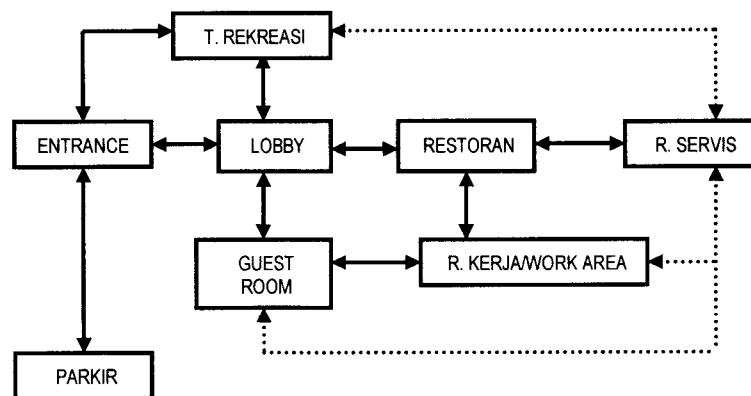 T. REKREASI
ENTRANCE
LOBBY
RESTORAN
R. SERVIS
GUEST
ROOM
R. KERJA/WORK AREA
PARKIR